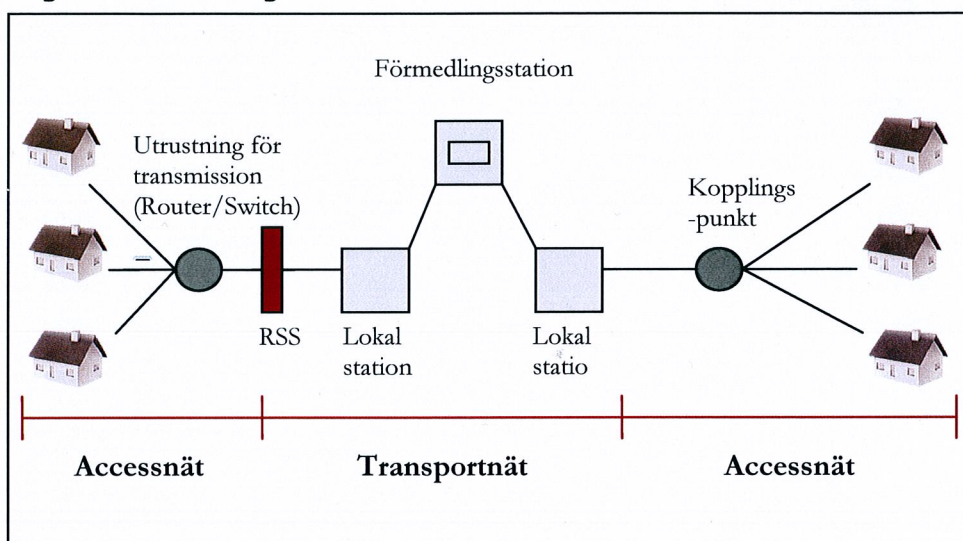 Förmedlingsstation
Utrustning för
transmission
(Router/Switch)
Kopplings
-punkt
RSS
Lokal
station
Lokal
statio
Accessnät
Transportnät
Accessnät